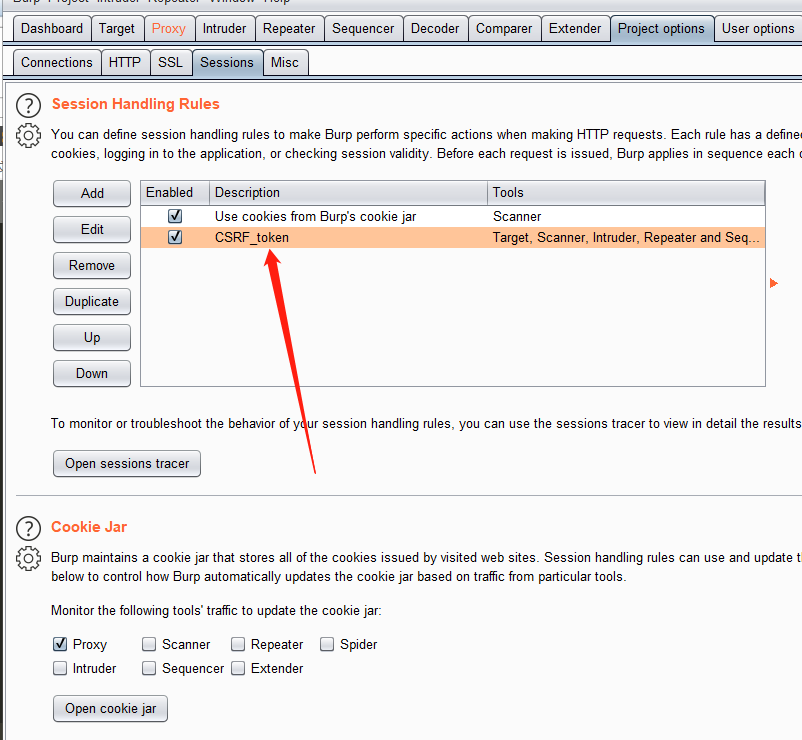 Burp Project Intruder Repeater Window Help
Dashboard Target Proxy Intruder Repeater Sequencer Decoder Comparer Extender Project options User options
Connections HTTP SSL Sessions Misc
? Session Handling Rules
You can define session handling rules to make Burp perform specific actions when making HTTP requests. Each rule has a define
cookies, logging in to the application, or checking session validity. Before each request is issued, Burp applies in sequence each
Add Enabled Description Tools
Use cookies from Burp's cookie jar Scanner
Edit CSRF_token Target, Scanner, Intruder, Repeater and Seq...
Remove
Duplicate
Up
Down
To monitor or troubleshoot the behavior of your session handling rules, you can use the sessions tracer to view in detail the results
Open sessions tracer
? Cookie Jar
Burp maintains a cookie jar that stores all of the cookies issued by visited web sites. Session handling rules can use and update
below to control how Burp automatically updates the cookie jar based on traffic from particular tools.
Monitor the following tools' traffic to update the cookie jar:
Proxy Scanner Repeater Spider
Intruder Sequencer Extender
Open cookie jar